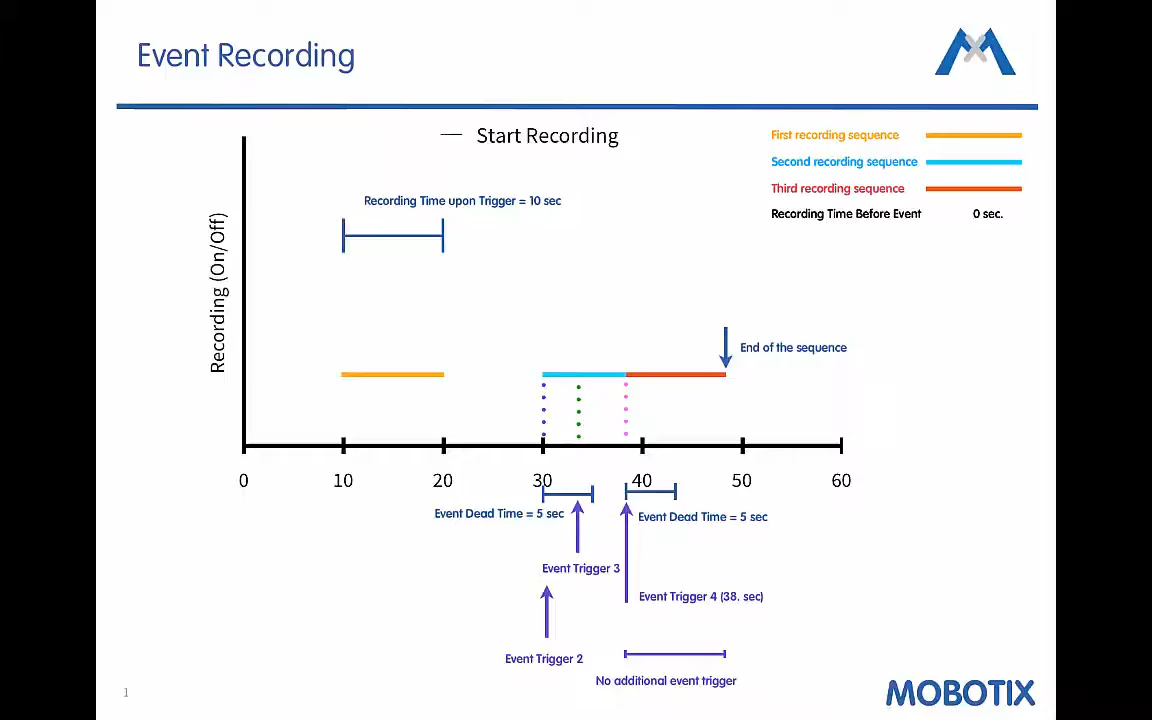 Event Recording
Start Recording
First recording sequence
Second recording sequence
Third recording sequence
Recording Time Before Event 0 sec.
Recording Time upon Trigger = 10 sec
Recording (On/Off)
End of the sequence
0 10 20 30 40 50 60
Event Dead Time = 5 sec
Event Dead Time = 5 sec
Event Trigger 3
Event Trigger 4 (38. sec)
Event Trigger 2
No additional event trigger
1
MOBOTIX